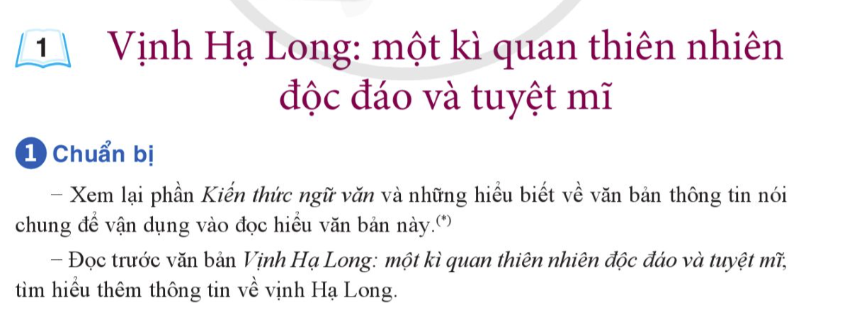 1 Vịnh Hạ Long: một kì quan thiên nhiên
độc đáo và tuyệt mĩ
1 Chuẩn bị
– Xem lại phần Kiến thức ngữ văn và những hiểu biết về văn bản thông tin nói
chung để vận dụng vào đọc hiểu văn bản này.(*)
– Đọc trước văn bản Vịnh Hạ Long: một kì quan thiên nhiên độc đáo và tuyệt mĩ;
tìm hiểu thêm thông tin về vịnh Hạ Long.